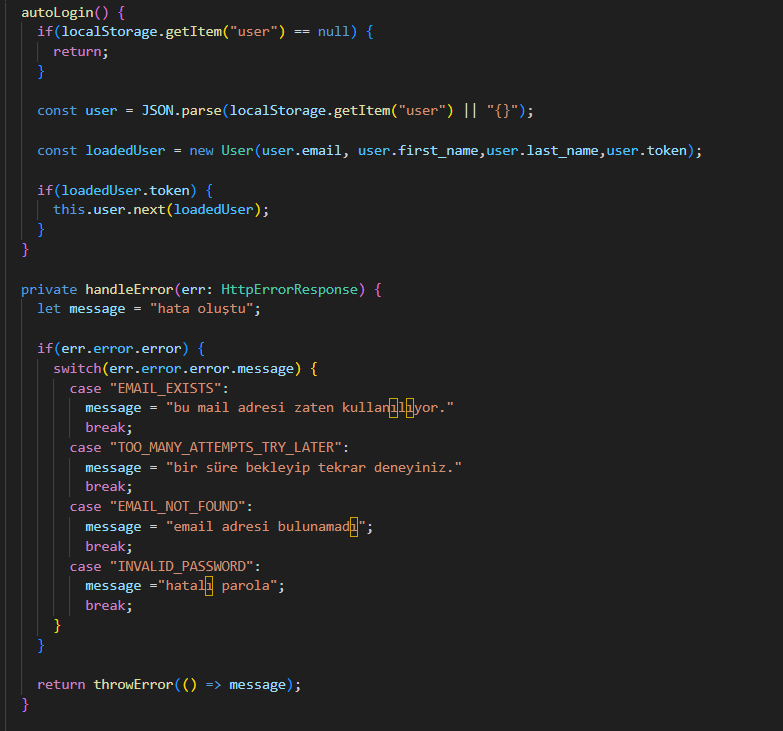 autoLogin() {
if(localStorage.getItem("user") == null) {
return;
}
const user = JSON.parse(localStorage.getItem("user") || "{}");
const loadedUser = new User(user.email, user.first_name,user.last_name,user.token);
if(loadedUser.token) {
this.user.next(loadedUser);
}
}
private handleError(err: HttpErrorResponse) {
let message = "hata oluştu";
if(err.error.error) {
switch(err.error.error.message) {
case "EMAIL_EXISTS":
message = "bu mail adresi zaten kullanılıyor."
break;
case "TOO_MANY_ATTEMPTS_TRY_LATER":
message = "bir süre bekleyip tekrar deneyiniz."
break;
case "EMAIL_NOT_FOUND":
message = "email adresi bulunamadı";
break;
case "INVALID_PASSWORD":
message ="hatalı parola";
break;
}
}
return throwError(() => message);
}